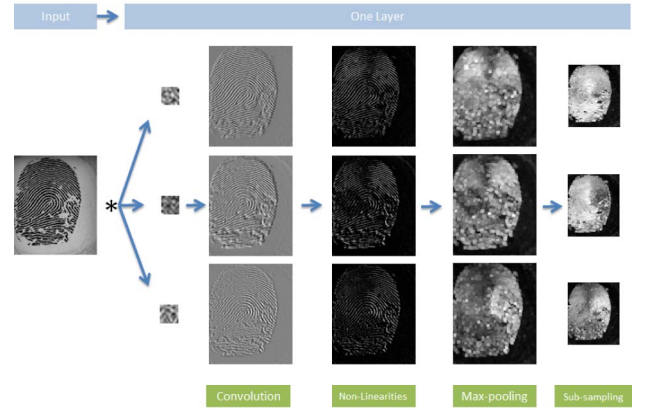 Input
One Layer
*
Convolution
Non-Linearities
Max-pooling
Sub-sampling